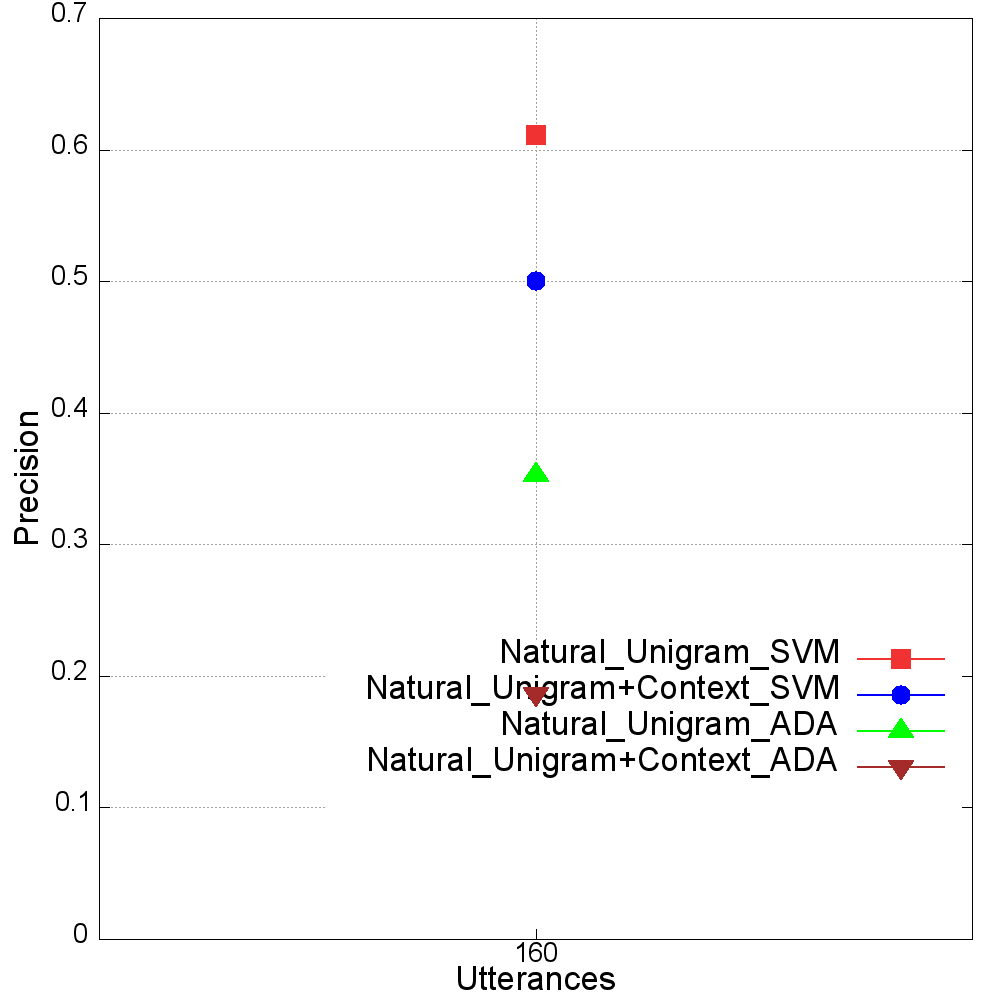 0.7
0.6
0.5
0.4
0.3
0.2
0.1
0
Precision
Natural_Unigram_SVM
Natural_Unigram+Context_SVM
Natural_Unigram_ADA
Natural_Unigram+Context_ADA
160
Utterances